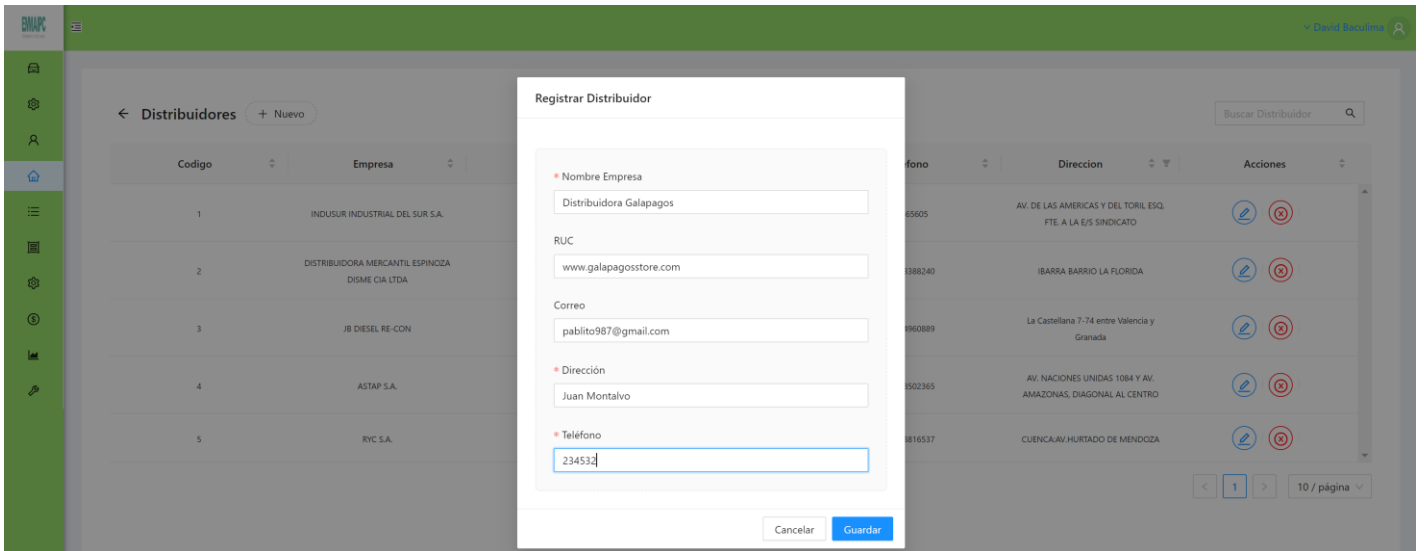 EMAPC
David Baculima
Distribuidores
+ Nuevo
Buscar Distribuidor
Codigo
Empresa
fono
Direccion
Acciones
1
INDUSUR INDUSTRIAL DEL SUR S.A.
65605
AV. DE LAS AMERICAS Y DEL TORIL ESQ.
FTE. A LA E/S SINDICATO
2
DISTRIBUIDORA MERCANTIL ESPINOZA
DISME CIA LTDA
3388240
IBARRA BARRIO LA FLORIDA
3
JB DIESEL RE-CON
4960889
La Castellana 7-74 entre Valencia y
Granada
4
ASTAP S.A.
3502365
AV. NACIONES UNIDAS 1084 Y AV.
AMAZONAS, DIAGONAL AL CENTRO
5
RYC S.A.
3816537
CUENCA:AV.HURTADO DE MENDOZA
< 1 >
10 / página
Registrar Distribuidor
* Nombre Empresa
Distribuidora Galapagos
RUC
www.galapagosstore.com
Correo
pablito987@gmail.com
* Dirección
Juan Montalvo
* Teléfono
234532
Cancelar
Guardar